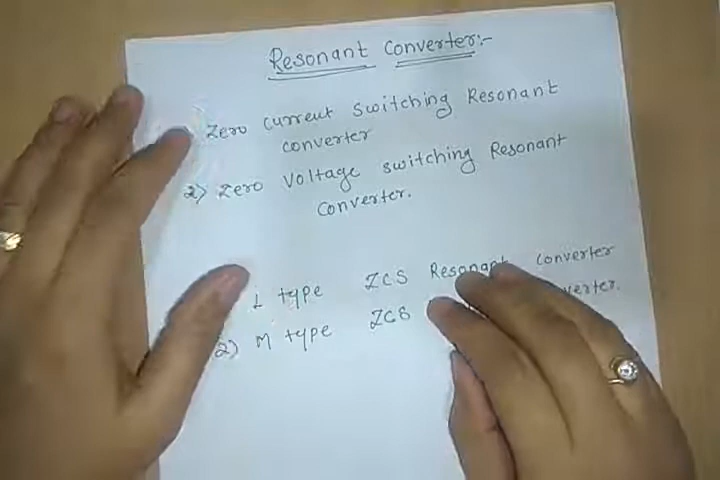 Resonant Converter:-
Zero current switching Resonant
converter
2) Zero Voltage switching Resonant
Converter.
L type ZCS Resonant converter
2) M type ZCS verter.